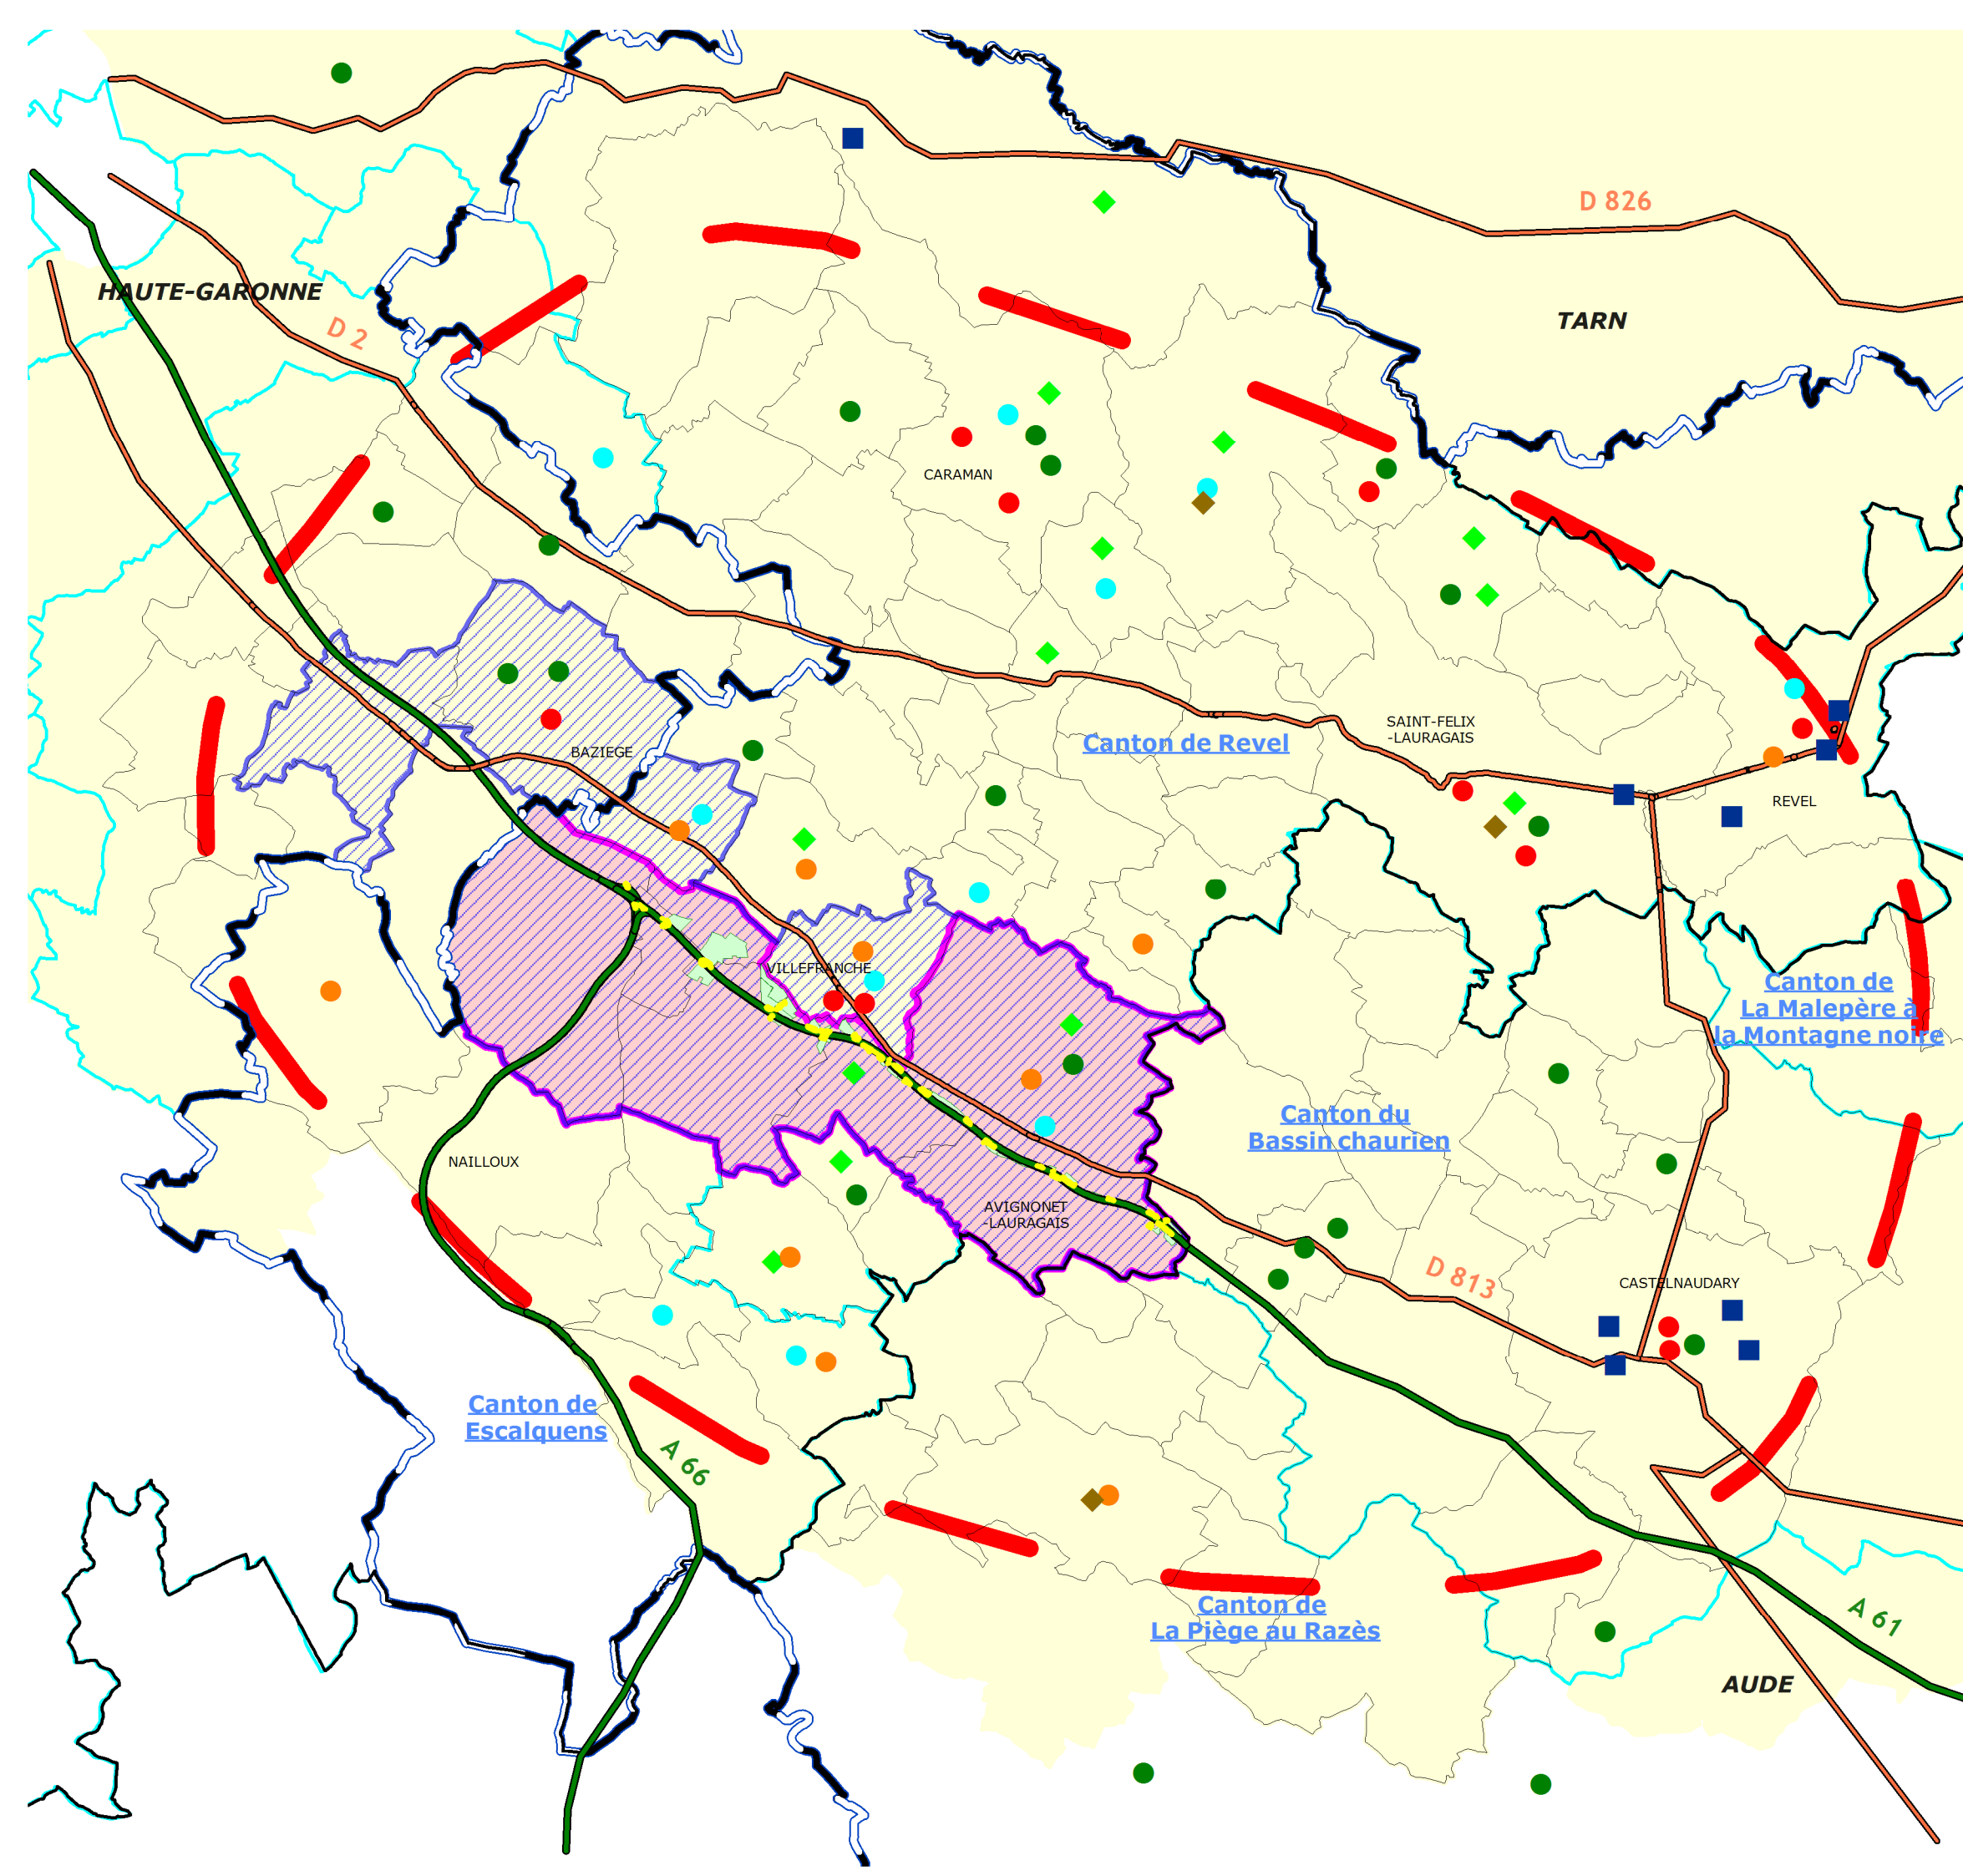 D 826
HAUTE-GARONNE
D 2
TARN
CARAMAN
SAINT-FELIX
-LAURAGAIS
Canton de Revel
BAZIEGE
REVEL
VILLEFRANCHE
Canton de
La Malepère à
la Montagne noire
Canton du
Bassin chaurien
NAILLOUX
AVIGNONET
-LAURAGAIS
D 813
CASTELNAUDARY
Canton de
Escalquens
A 66
Canton de
La Piège au Razès
A 61
AUDE